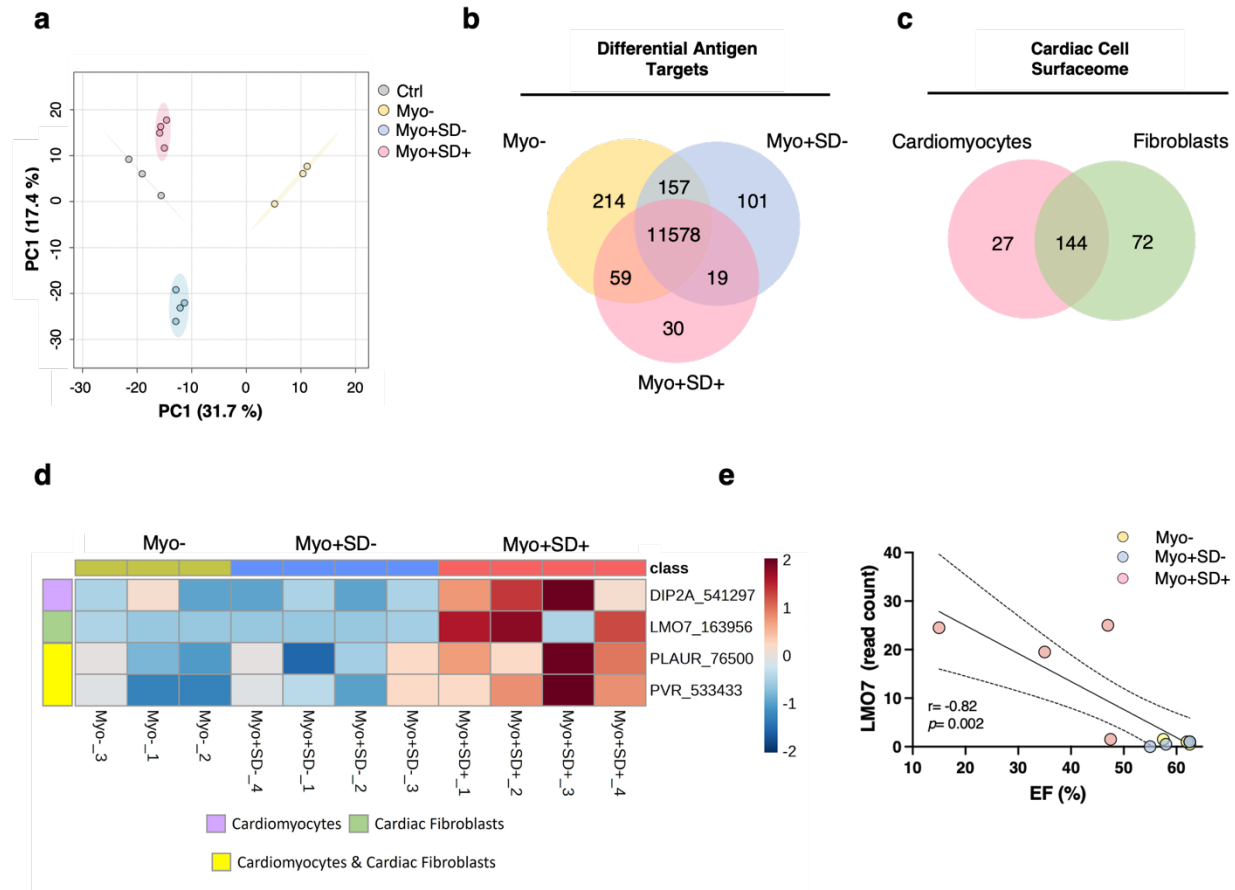 a
Ctrl
Myo-
Myo+SD-
Myo+SD+
PC1 (17.4 %)
20
10
0
-10
-20
-30
-30
-20
-10
0
10
20
PC1 (31.7 %)
b
Differential Antigen
Targets
Myo-
Myo+SD-
214
157
101
11578
59
19
30
Myo+SD+
c
Cardiac Cell
Surfaceome
Cardiomyocytes
Fibroblasts
27
144
72
d
Myo-
Myo+SD-
Myo+SD+
class
DIP2A_541297
LMO7_163956
PLAUR_76500
PVR_533433
2
1
0
-1
-2
Myo-_3
Myo-_1
Myo-_2
Myo+SD-_4
Myo+SD-_1
Myo+SD-_2
Myo+SD-_3
Myo+SD+_1
Myo+SD+_2
Myo+SD+_3
Myo+SD+_4
Cardiomyocytes
Cardiac Fibroblasts
Cardiomyocytes & Cardiac Fibroblasts
e
Myo-
Myo+SD-
Myo+SD+
LMO7 (read count)
40
30
20
10
0
r= -0.82
p= 0.002
10
20
30
40
50
60
EF (%)